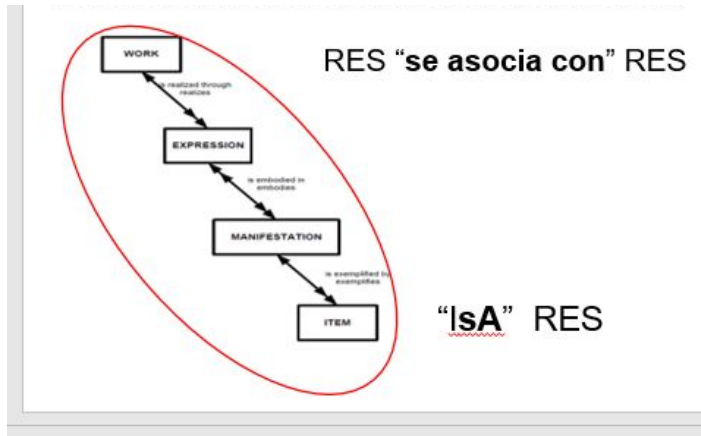 WORK
RES “se asocia con” RES
is realized through
realizes
EXPRESSION
is embodied in
embodies
MANIFESTATION
is exemplified by
exemplifies
ITEM
“IsA” RES